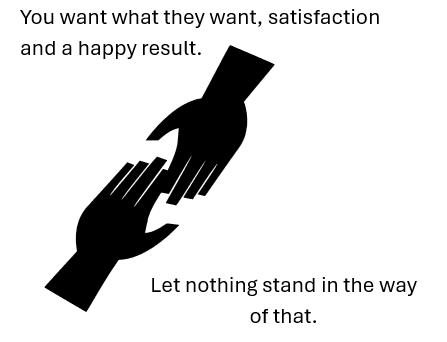 You want what they want, satisfaction
and a happy result.
Let nothing stand in the way
of that.